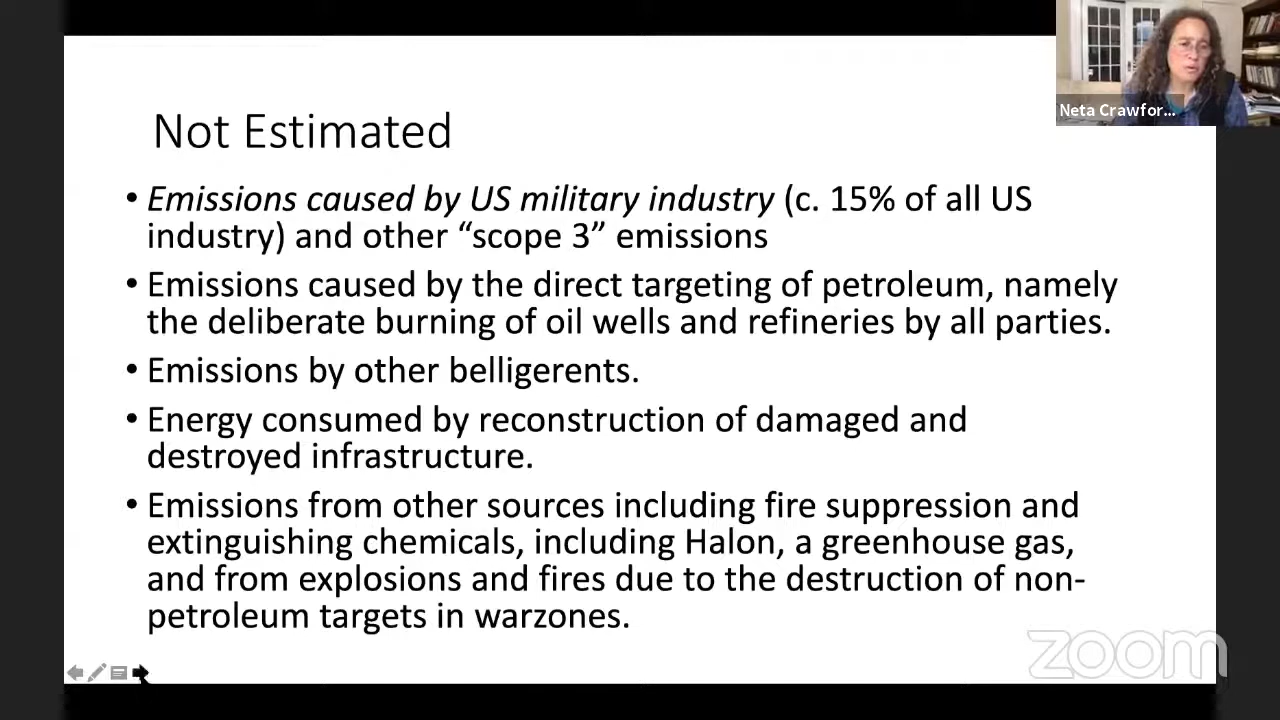 Neta Crawfor...
Not Estimated
• Emissions caused by US military industry (c. 15% of all US
industry) and other “scope 3” emissions
• Emissions caused by the direct targeting of petroleum, namely
the deliberate burning of oil wells and refineries by all parties.
• Emissions by other belligerents.
• Energy consumed by reconstruction of damaged and
destroyed infrastructure.
• Emissions from other sources including fire suppression and
extinguishing chemicals, including Halon, a greenhouse gas,
and from explosions and fires due to the destruction of non-
petroleum targets in warzones.
zoom